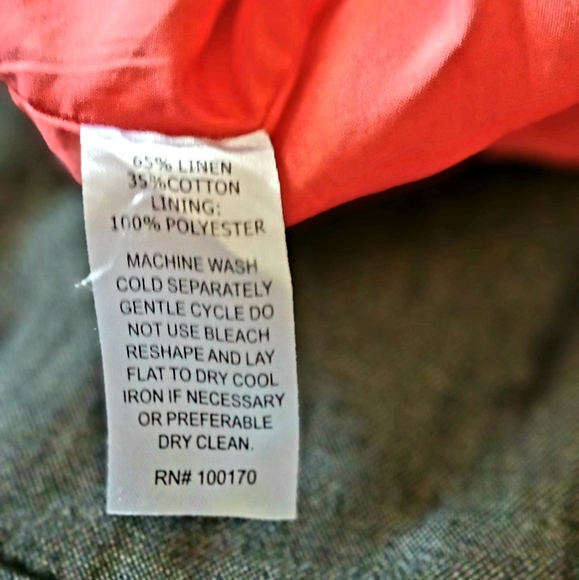 65% LINEN
35%COTTON
LINING:
100% POLYESTER
MACHINE WASH
COLD SEPARATELY
GENTLE CYCLE DO
NOT USE BLEACH
RESHAPE AND LAY
FLAT TO DRY COOL
IRON IF NECESSARY
OR PREFERABLE
DRY CLEAN.
RN# 100170